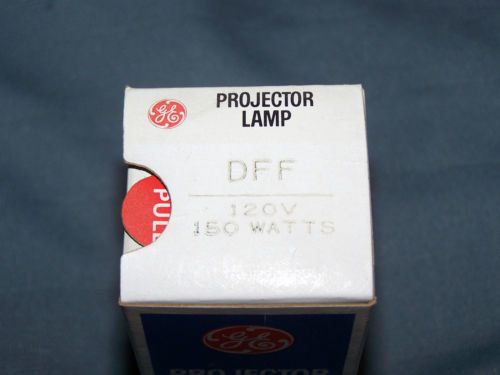 GE
PROJECTOR
LAMP
DFF
120V
150 WATTS
PULL
GE
PROJECTOR